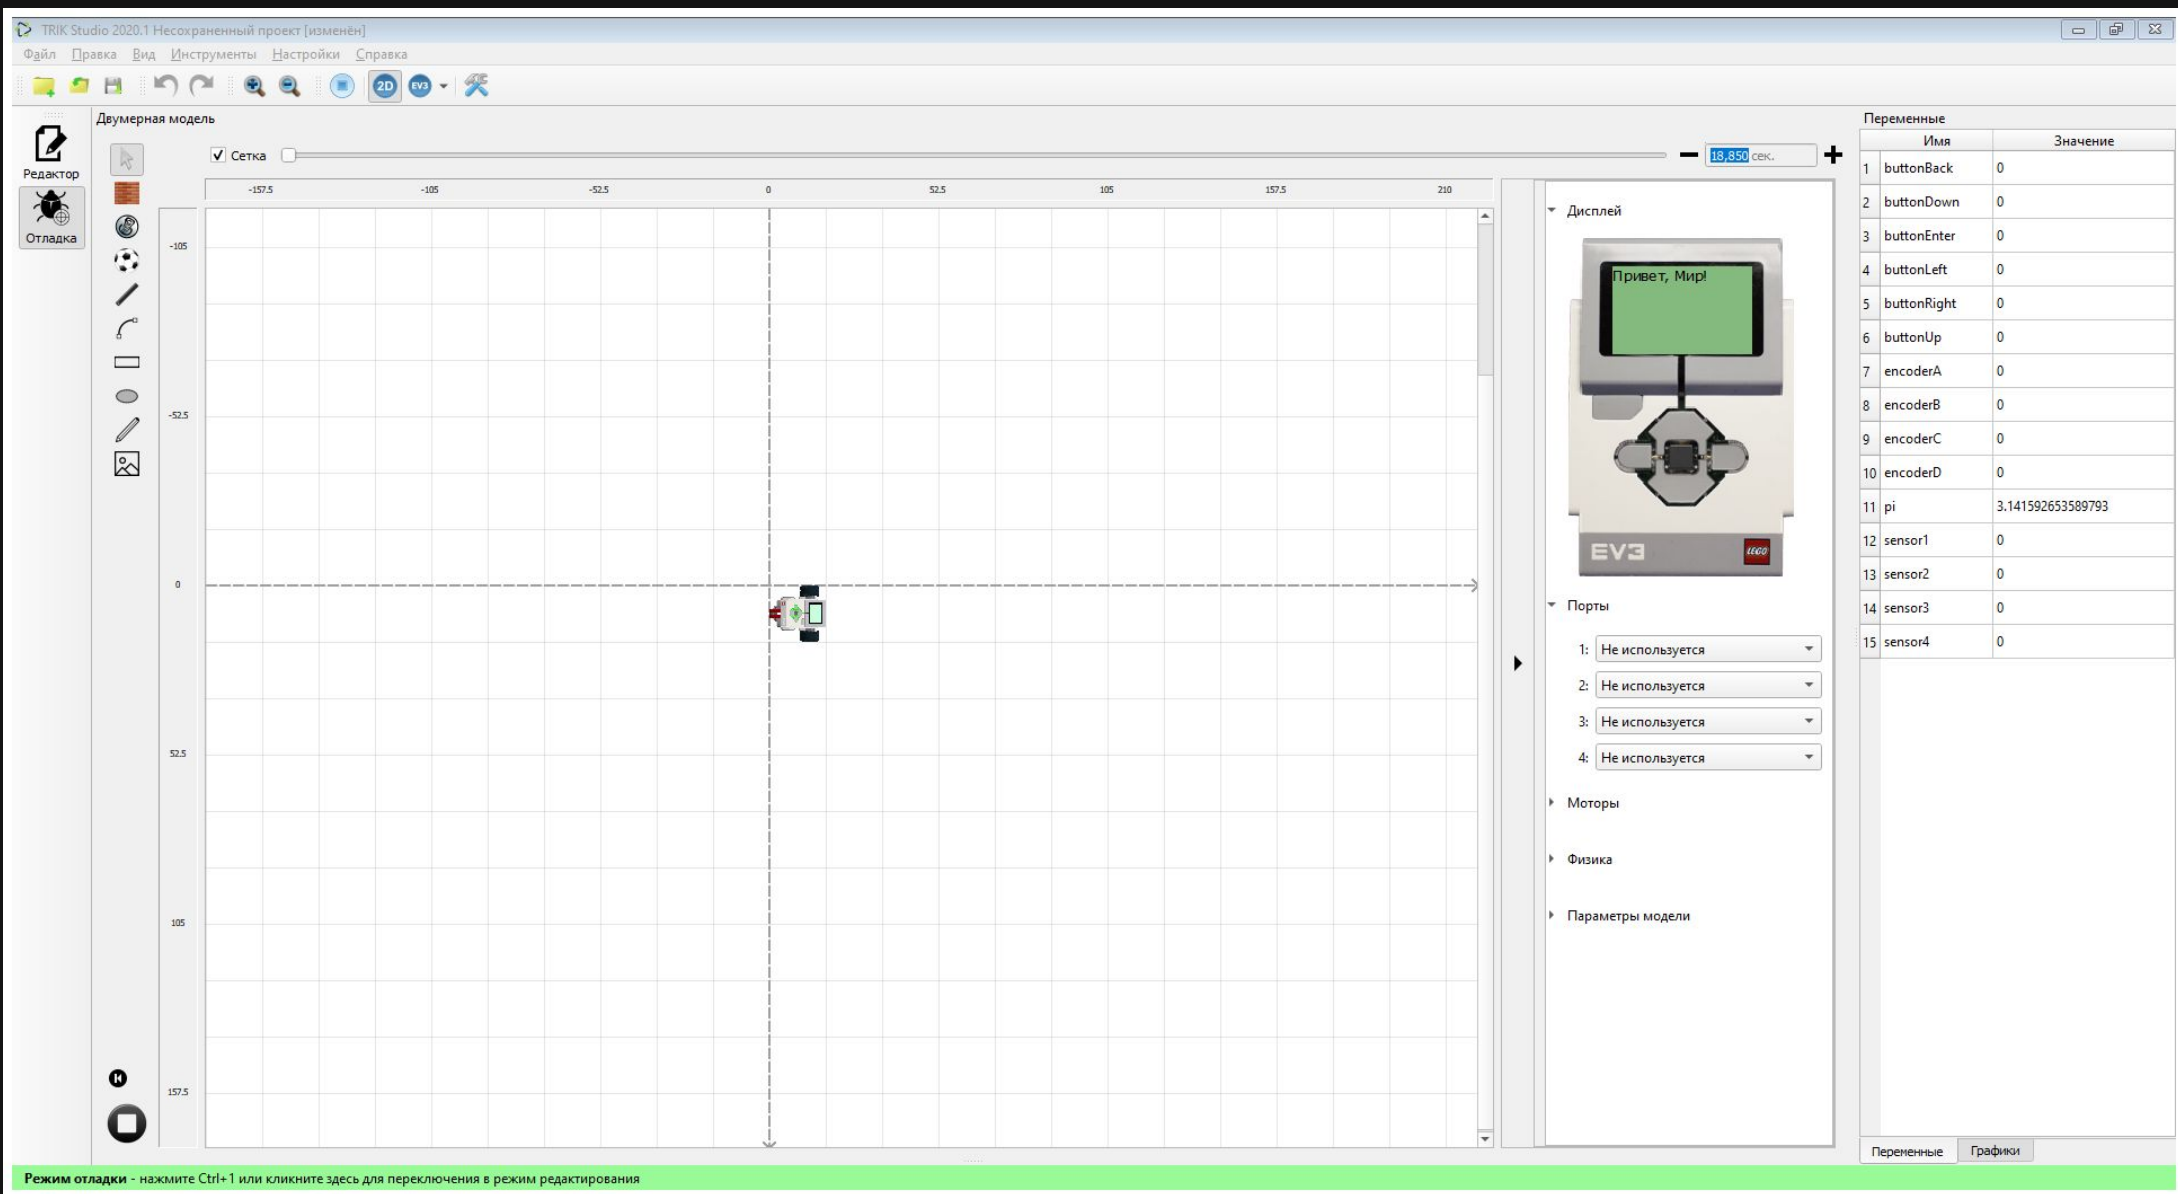 TRIK Studio 2020.1 Несохраненный проект [изменён]
Файл Правка Вид Инструменты Настройки Справка
2D EV3
Редактор
Отладка
Двумерная модель
Сетка
18,850 сек.
-157.5 -105 -52.5 0 52.5 105 157.5 210
-105
-52.5
0
52.5
105
157.5
Дисплей
Привет, Мир!
EV3 LEGO
Порты
1: Не используется
2: Не используется
3: Не используется
4: Не используется
Моторы
Физика
Параметры модели
Переменные
Имя Значение
1 buttonBack 0
2 buttonDown 0
3 buttonEnter 0
4 buttonLeft 0
5 buttonRight 0
6 buttonUp 0
7 encoderA 0
8 encoderB 0
9 encoderC 0
10 encoderD 0
11 pi 3.141592653589793
12 sensor1 0
13 sensor2 0
14 sensor3 0
15 sensor4 0
Переменные Графики
Режим отладки - нажмите Ctrl+1 или кликните здесь для переключения в режим редактирования